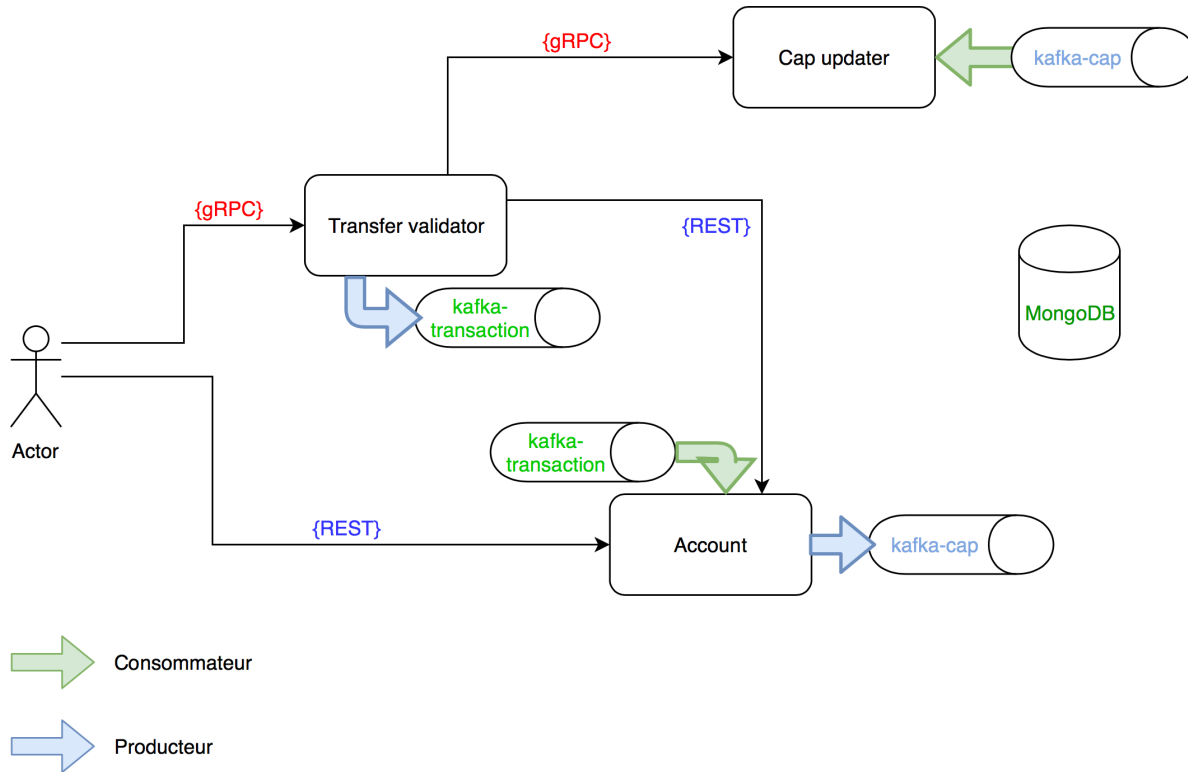 {gRPC}
Cap updater
kafka-cap
{gRPC}
Transfer validator
{REST}
kafka-
transaction
MongoDB
Actor
kafka-
transaction
{REST}
Account
kafka-cap
Consommateur
Producteur